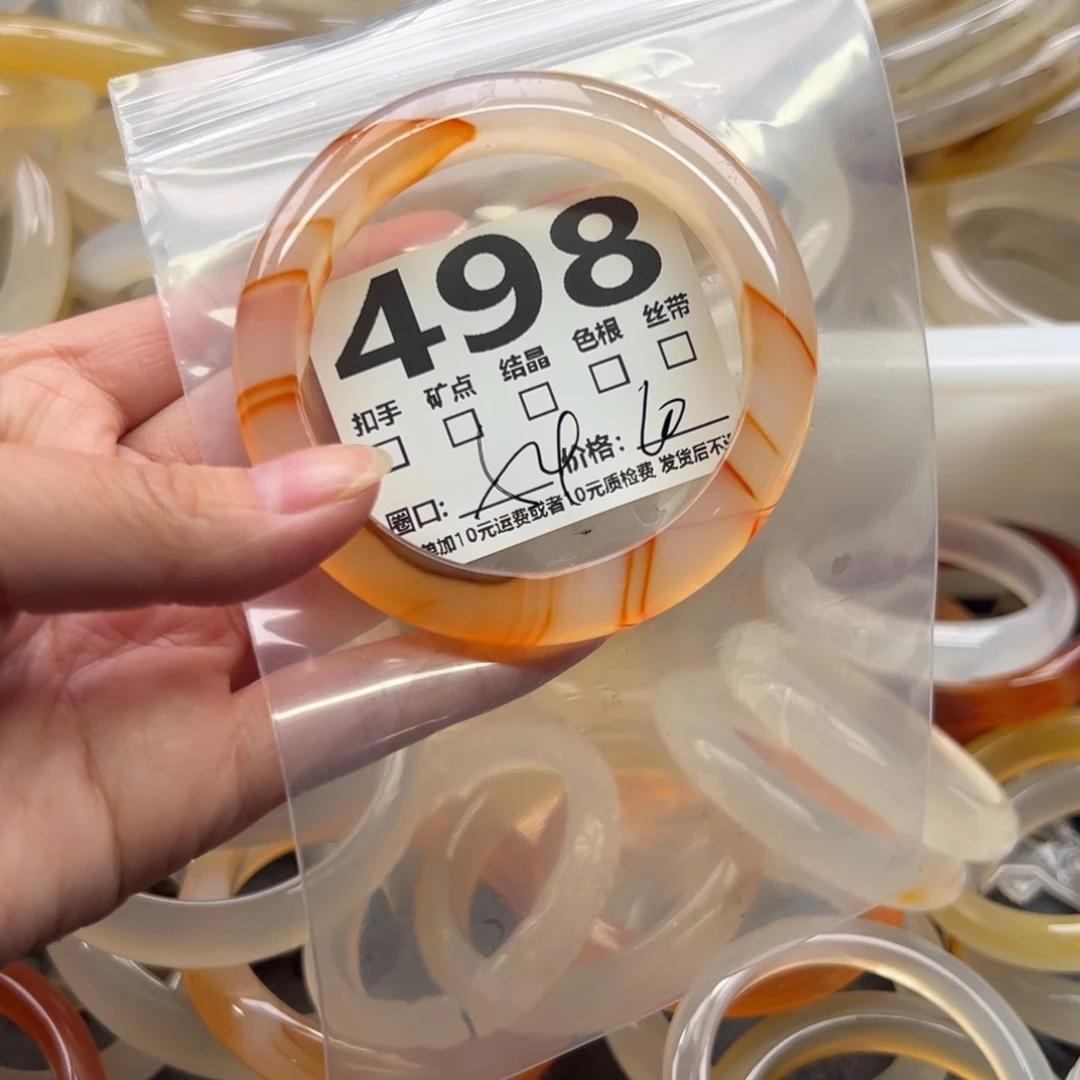 498
扣手 矿点 结晶 色根 丝带
圈口: 价格:
加10元运费或者10元质检费 发货后不